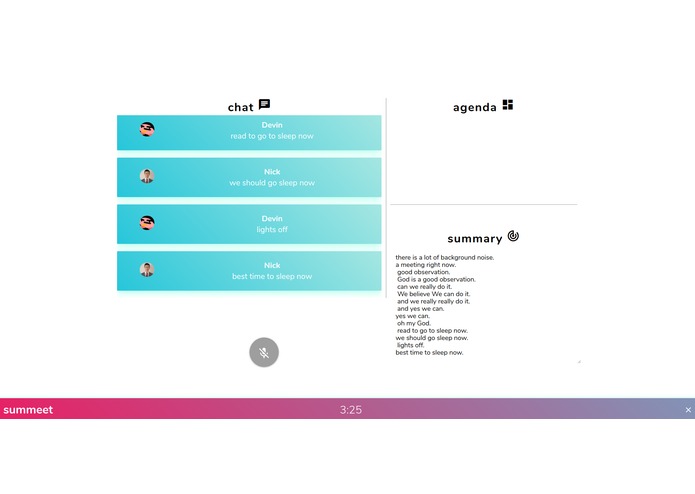 chat
Devin
read to go to sleep now
Nick
we should go sleep now
Devin
lights off
Nick
best time to sleep now
agenda
summary
there is a lot of background noise.
a meeting right now.
good observation.
God is a good observation.
can we really do it.
We believe We can do it.
and we really really do it.
and yes we can.
yes we can.
oh my God.
read to go to sleep now.
we should go sleep now.
lights off.
best time to sleep now.
summeet
3:25
×